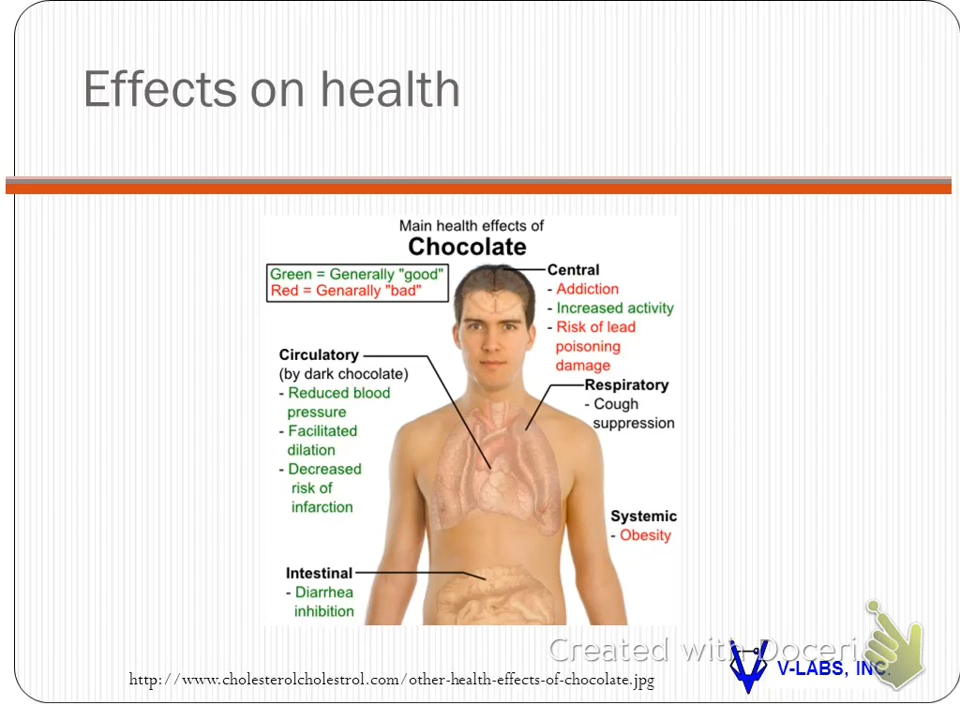 Effects on health
Main health effects of
Chocolate
Green = Generally "good"
Red = Genarally "bad"
Central
- Addiction
- Increased activity
- Risk of lead
poisoning
damage
Circulatory
(by dark chocolate)
- Reduced blood
pressure
- Facilitated
dilation
- Decreased
risk of
infarction
Respiratory
- Cough
suppression
Systemic
- Obesity
Intestinal
- Diarrhea
inhibition
Created with Doceri
V-LABS, INC.
http://www.cholesterolcholestrol.com/other-health-effects-of-chocolate.jpg